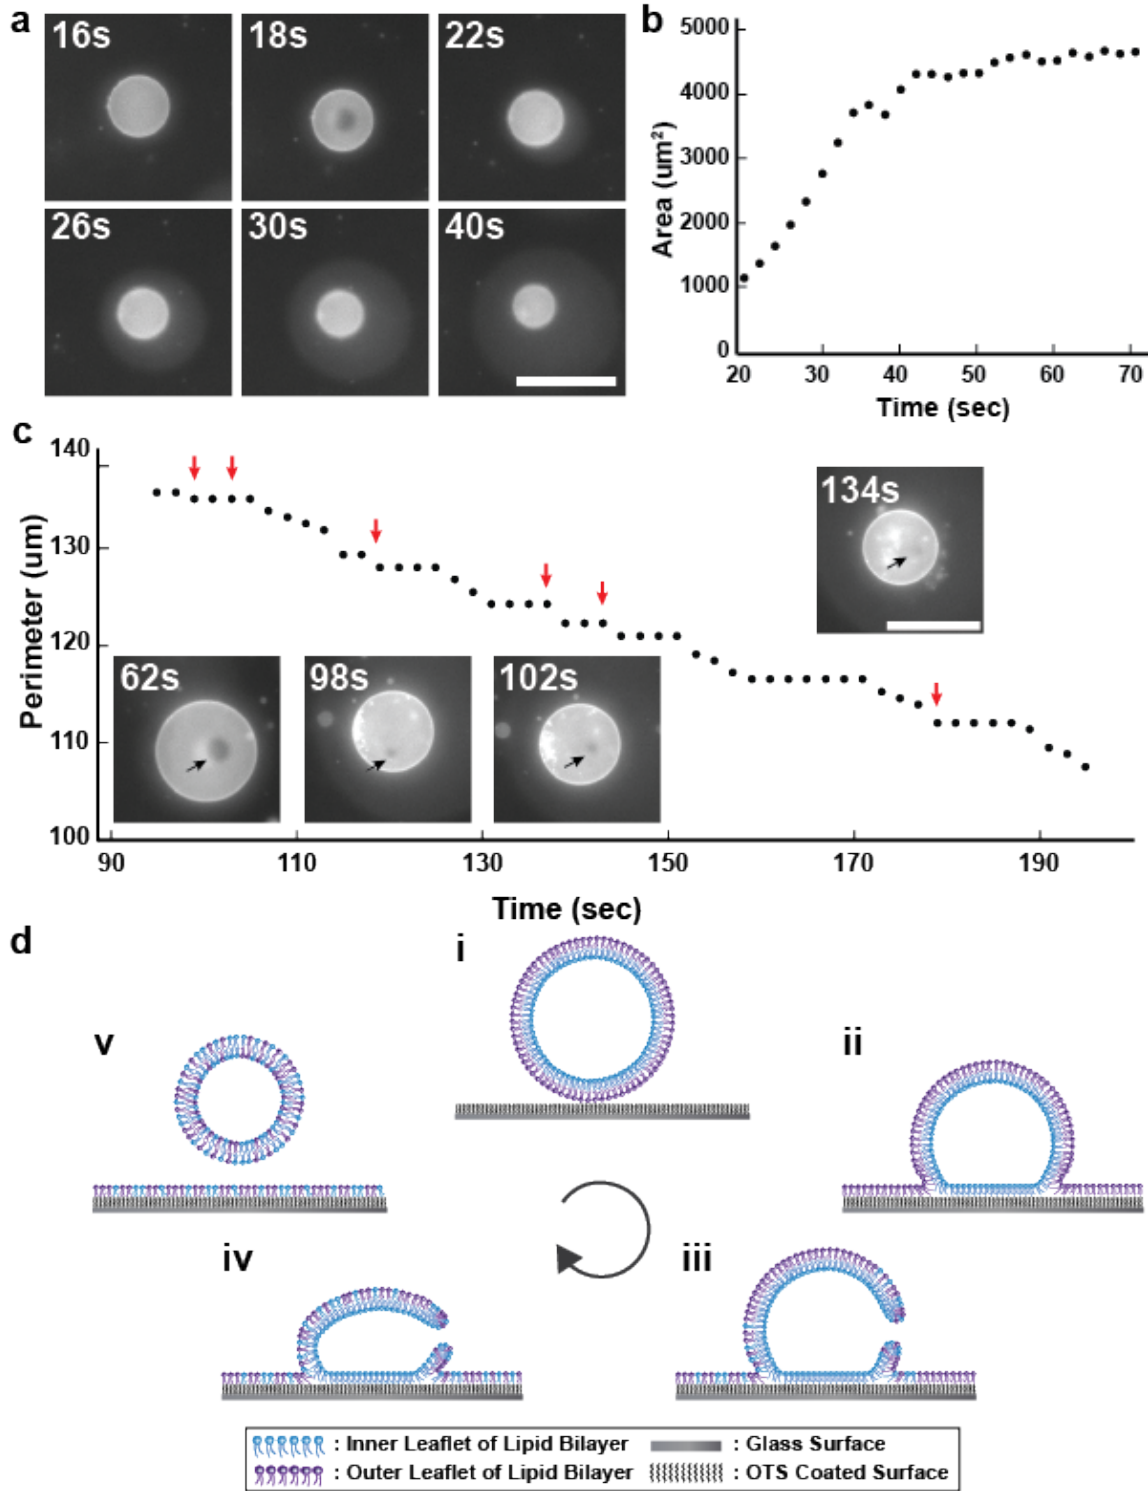 a
16s
18s
22s
26s
30s
40s
b
5000
4000
3000
2000
1000
0
Area (um²)
20 30 40 50 60 70
Time (sec)
c
140
130
120
110
100
Perimeter (um)
134s
62s
98s
102s
90 110 130 150 170 190
Time (sec)
d
i
v
ii
iv
iii
: Inner Leaflet of Lipid Bilayer
: Glass Surface
: Outer Leaflet of Lipid Bilayer
: OTS Coated Surface